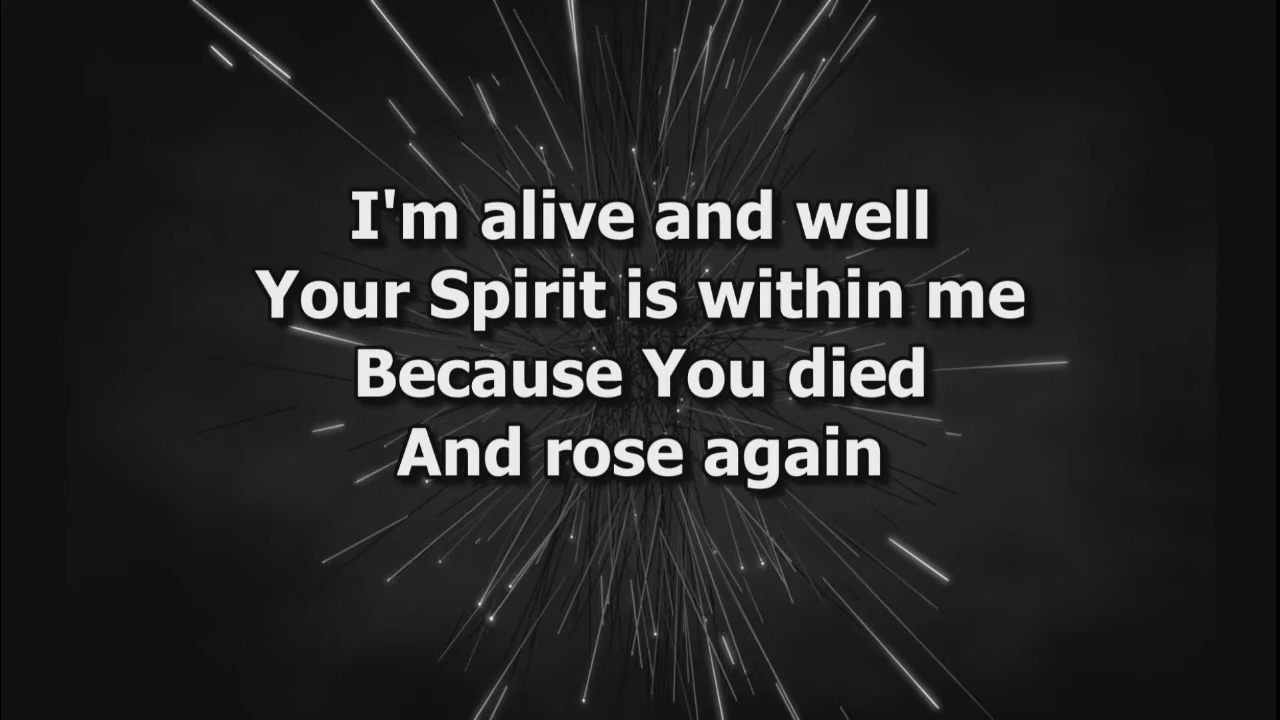 I'm alive and well
Your Spirit is within me
Because You died
And rose again